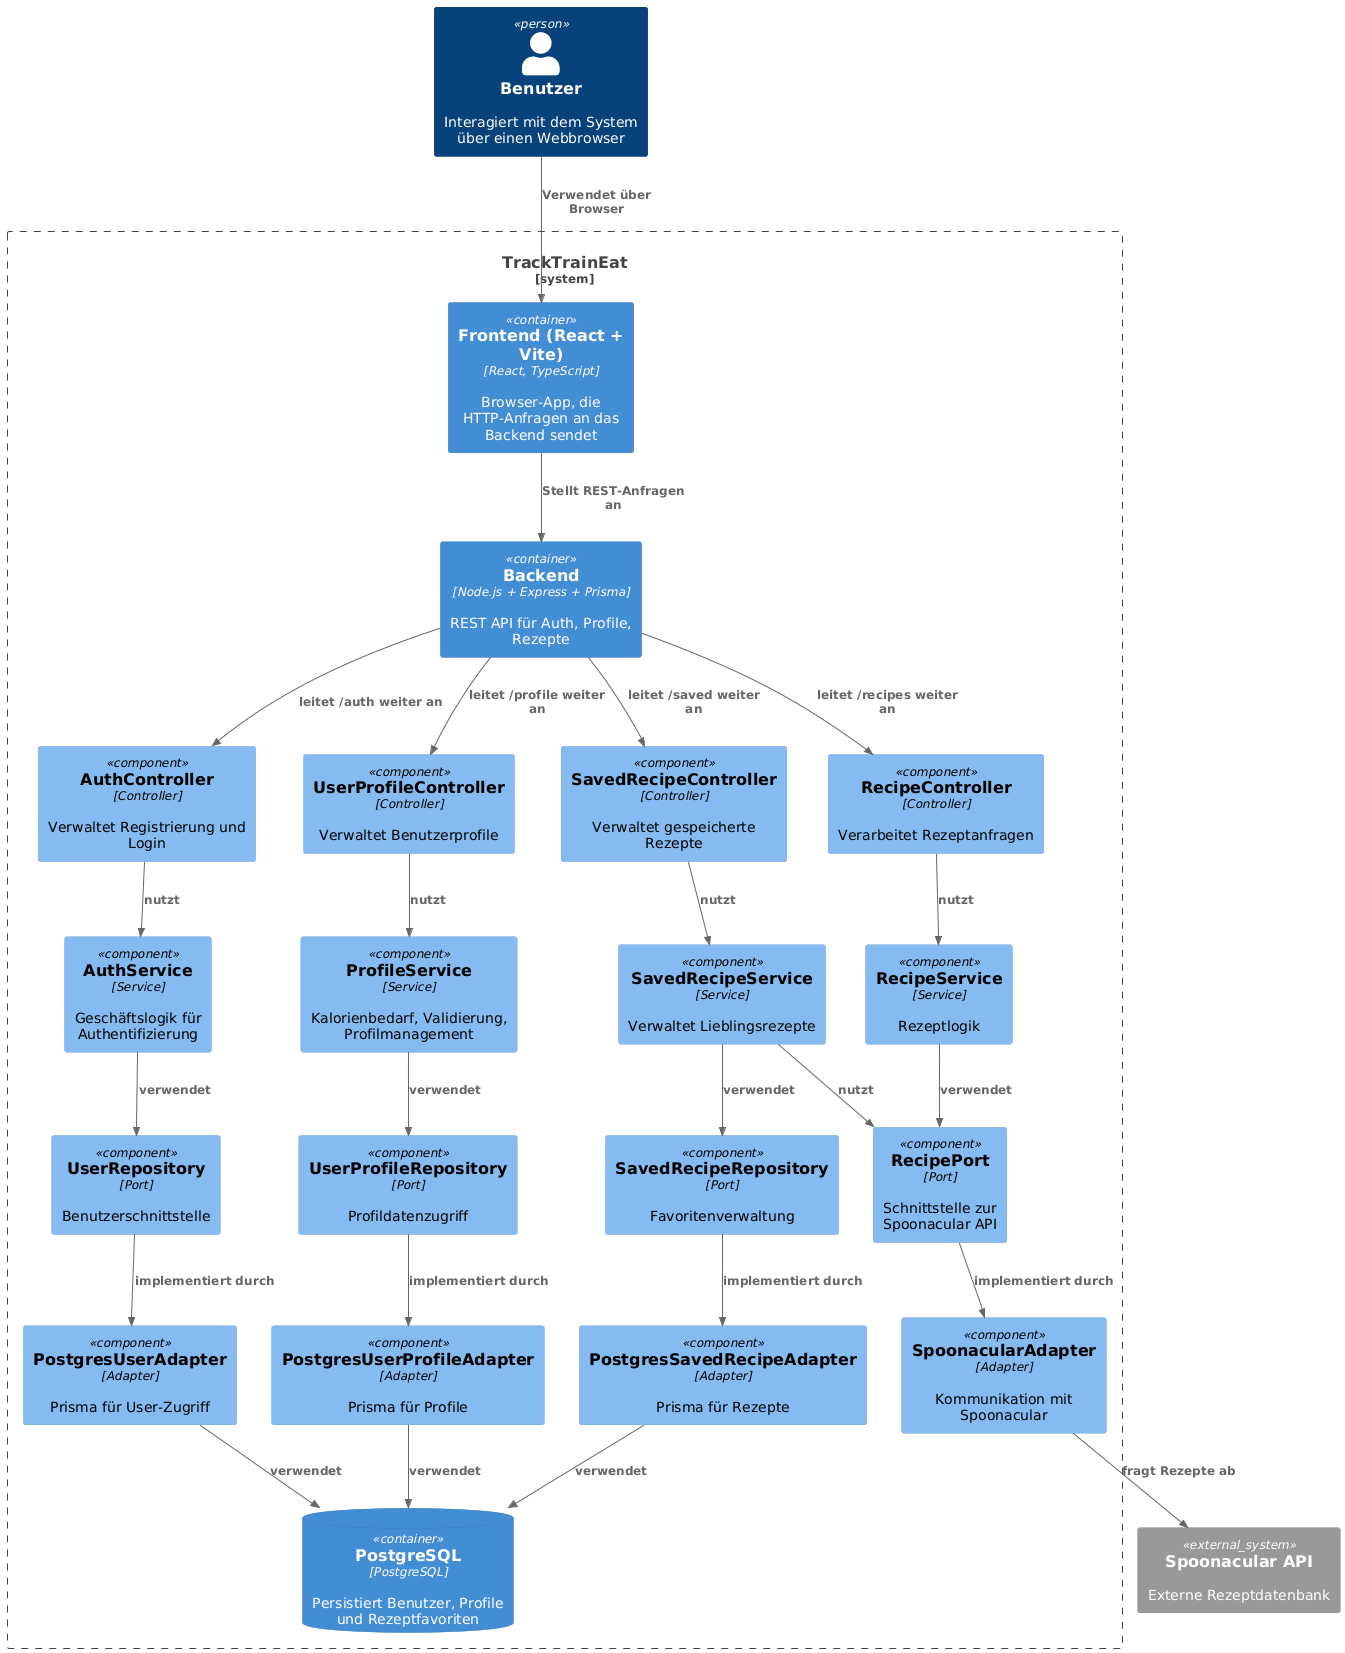 «person»
Benutzer
Interagiert mit dem System
über einen Webbrowser
Verwendet über
Browser
TrackTrainEat
[system]
«container»
Frontend (React +
Vite)
[React, TypeScript]
Browser-App, die
HTTP-Anfragen an das
Backend sendet
Stellt REST-Anfragen
an
«container»
Backend
[Node.js + Express + Prisma]
REST API für Auth, Profile,
Rezepte
leitet /auth weiter an
leitet /profile weiter
an
leitet /saved weiter
an
leitet /recipes weiter
an
«component»
AuthController
[Controller]
Verwaltet Registrierung und
Login
«component»
UserProfileController
[Controller]
Verwaltet Benutzerprofile
«component»
SavedRecipeController
[Controller]
Verwaltet gespeicherte
Rezepte
«component»
RecipeController
[Controller]
Verarbeitet Rezeptanfragen
nutzt
nutzt
nutzt
nutzt
«component»
AuthService
[Service]
Geschäftslogik für
Authentifizierung
«component»
ProfileService
[Service]
Kalorienbedarf, Validierung,
Profilmanagement
«component»
SavedRecipeService
[Service]
Verwaltet Lieblingsrezepte
«component»
RecipeService
[Service]
Rezeptlogik
verwendet
verwendet
verwendet
nutzt
verwendet
«component»
UserRepository
[Port]
Benutzerschnittstelle
«component»
UserProfileRepository
[Port]
Profildatenzugriff
«component»
SavedRecipeRepository
[Port]
Favoritenverwaltung
«component»
RecipePort
[Port]
Schnittstelle zur
Spoonacular API
implementiert durch
implementiert durch
implementiert durch
implementiert durch
«component»
PostgresUserAdapter
[Adapter]
Prisma für User-Zugriff
«component»
PostgresUserProfileAdapter
[Adapter]
Prisma für Profile
«component»
PostgresSavedRecipeAdapter
[Adapter]
Prisma für Rezepte
«component»
SpoonacularAdapter
[Adapter]
Kommunikation mit
Spoonacular
verwendet
verwendet
verwendet
fragt Rezepte ab
«container»
PostgreSQL
[PostgreSQL]
Persistiert Benutzer, Profile
und Rezeptfavoriten
«external_system»
Spoonacular API
Externe Rezeptdatenbank